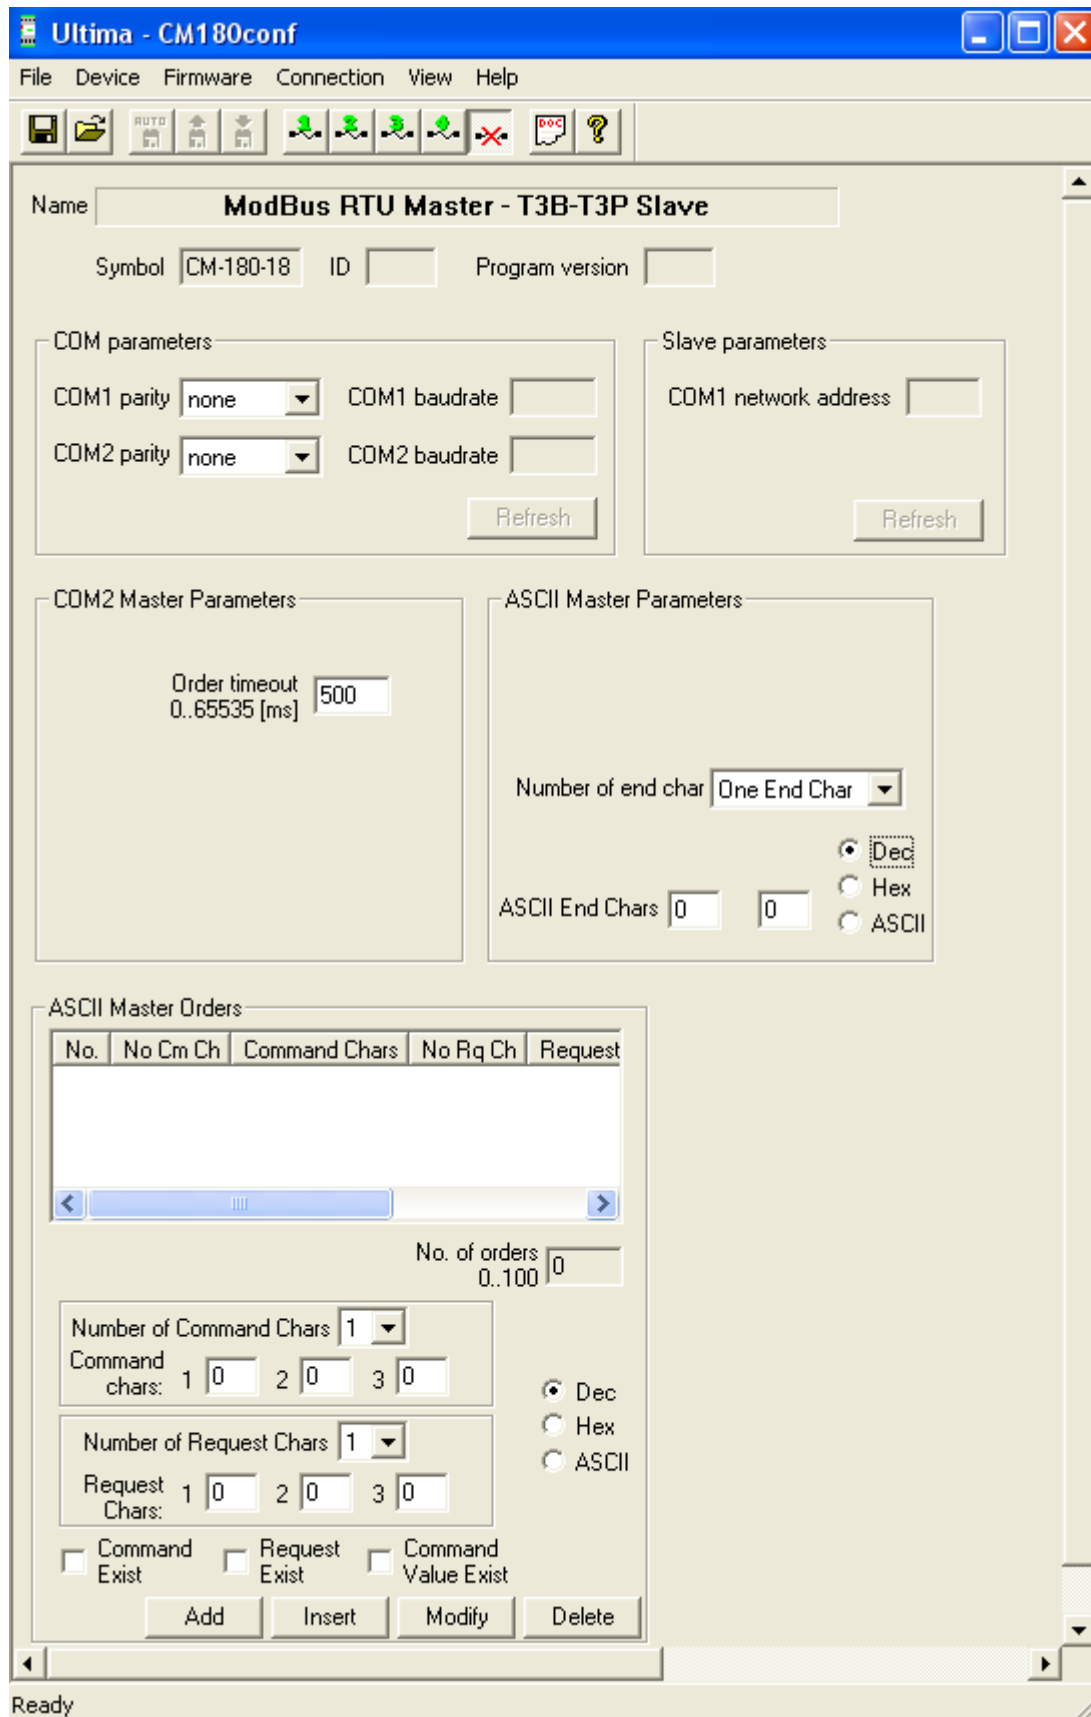 Ultima - CM180conf
File Device Firmware Connection View Help
AUTO 1 2 3 4 DOC ?
Name ModBus RTU Master - T3B-T3P Slave
Symbol CM-180-18 ID Program version
COM parameters
COM1 parity none COM1 baudrate
COM2 parity none COM2 baudrate
Refresh
Slave parameters
COM1 network address
Refresh
COM2 Master Parameters
Order timeout
0..65535 [ms] 500
ASCII Master Parameters
Number of end char One End Char
Dec
Hex
ASCII
ASCII End Chars 0 0
ASCII Master Orders
No. No Cm Ch Command Chars No Rq Ch Request
No. of orders
0..100 0
Number of Command Chars 1
Command
chars: 1 0 2 0 3 0
Number of Request Chars 1
Request
Chars: 1 0 2 0 3 0
Dec
Hex
ASCII
Command
Exist
Request
Exist
Command
Value Exist
Add Insert Modify Delete
Ready